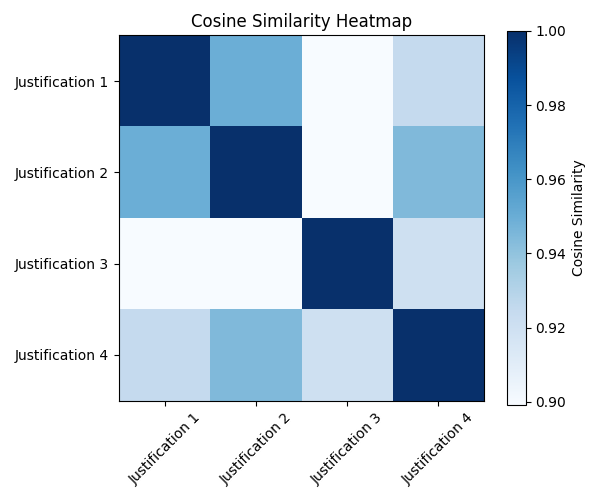 Cosine Similarity Heatmap
Justification 1
Justification 2
Justification 3
Justification 4
Justification 1
Justification 2
Justification 3
Justification 4
1.00
0.98
0.96
0.94
0.92
0.90
Cosine Similarity